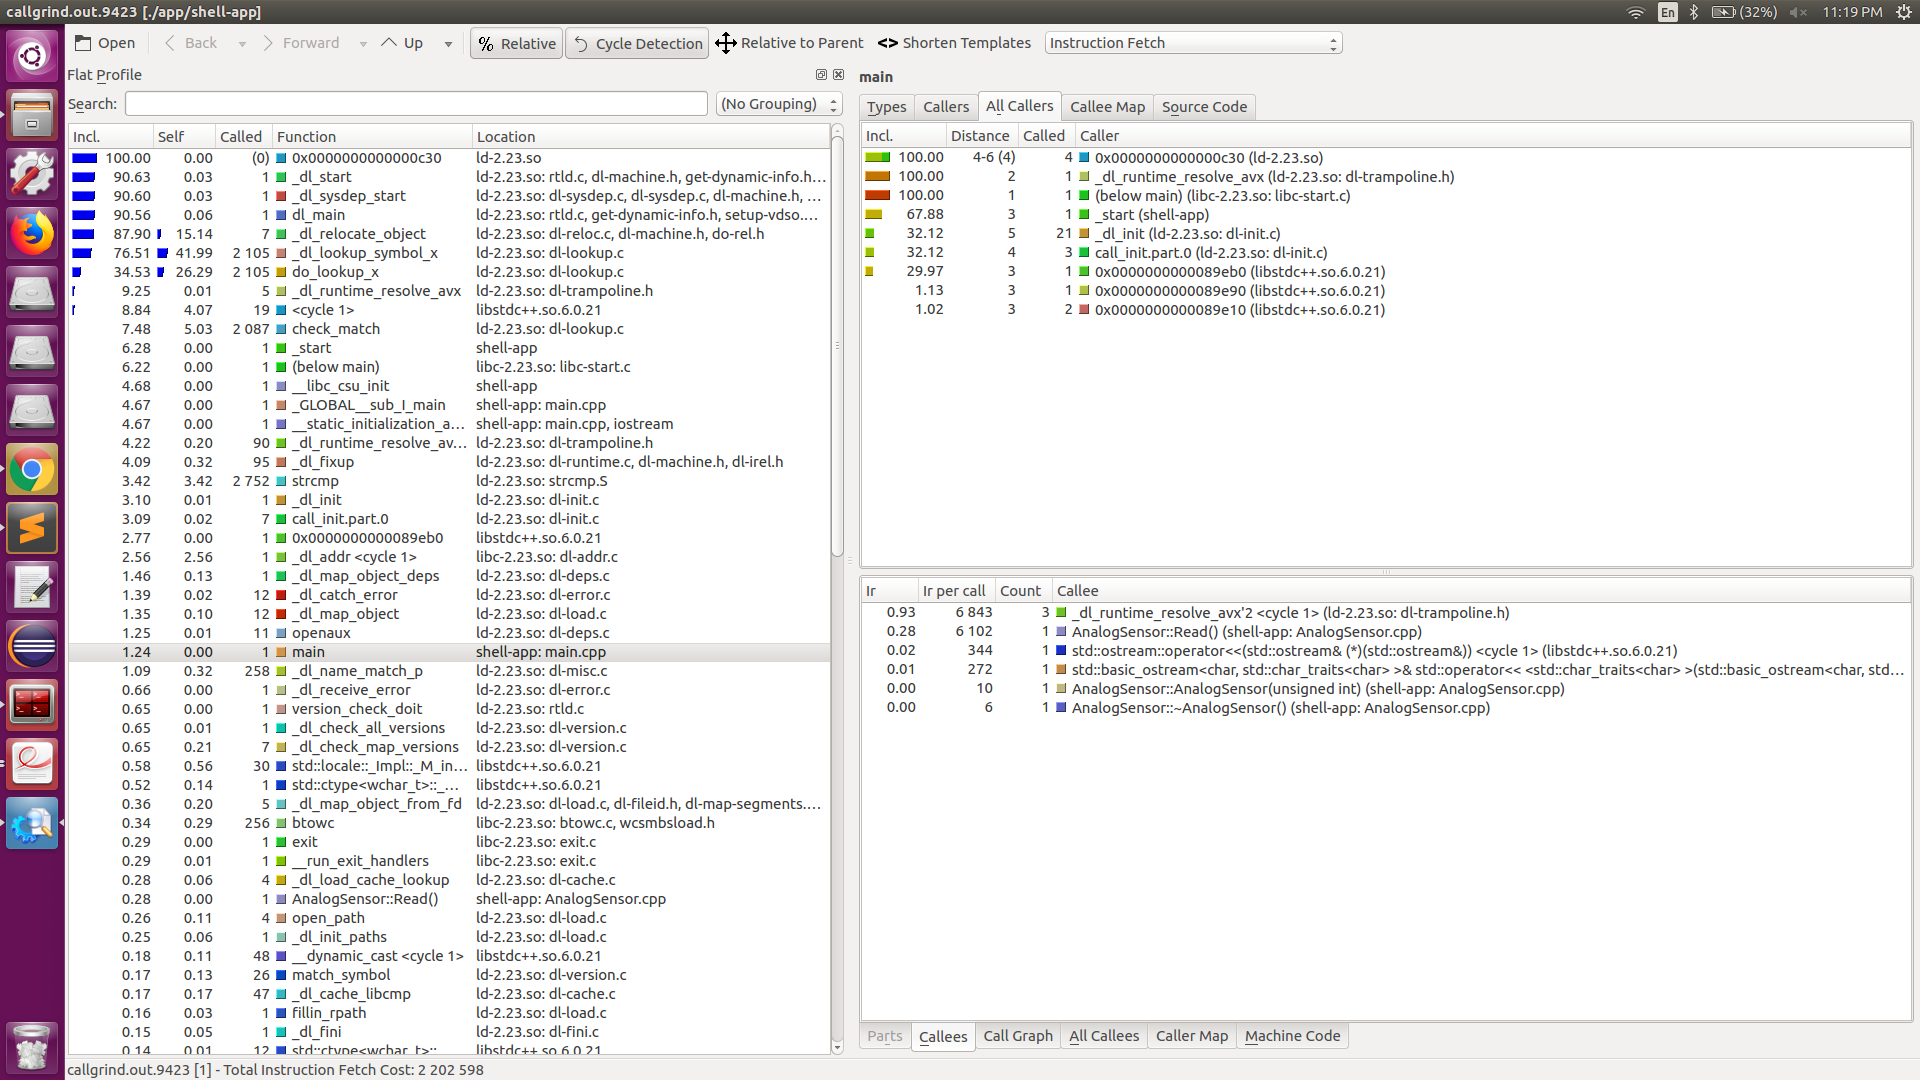 callgrind.out.9423 [./app/shell-app]
En (32%) 11:19 PM
Open Back Forward Up % Relative Cycle Detection Relative to Parent <> Shorten Templates Instruction Fetch
Flat Profile
Search: (No Grouping)
Incl. Self Called Function Location
100.00 0.00 (0) 0x0000000000000c30 ld-2.23.so
90.63 0.03 1 _dl_start ld-2.23.so: rtld.c, dl-machine.h, get-dynamic-info.h...
90.60 0.03 1 _dl_sysdep_start ld-2.23.so: dl-sysdep.c, dl-sysdep.c, dl-machine.h, ...
90.56 0.06 1 dl_main ld-2.23.so: rtld.c, get-dynamic-info.h, setup-vdso....
87.90 15.14 7 _dl_relocate_object ld-2.23.so: dl-reloc.c, dl-machine.h, do-rel.h
76.51 41.99 2 105 _dl_lookup_symbol_x ld-2.23.so: dl-lookup.c
34.53 26.29 2 105 do_lookup_x ld-2.23.so: dl-lookup.c
9.25 0.01 5 _dl_runtime_resolve_avx ld-2.23.so: dl-trampoline.h
8.84 4.07 19 <cycle 1> libstdc++.so.6.0.21
7.48 5.03 2 087 check_match ld-2.23.so: dl-lookup.c
6.28 0.00 1 _start shell-app
6.22 0.00 1 (below main) libc-2.23.so: libc-start.c
4.68 0.00 1 __libc_csu_init shell-app
4.67 0.00 1 _GLOBAL__sub_I_main shell-app: main.cpp
4.67 0.00 1 __static_initialization_a... shell-app: main.cpp, iostream
4.22 0.20 90 _dl_runtime_resolve_av... ld-2.23.so: dl-trampoline.h
4.09 0.32 95 _dl_fixup ld-2.23.so: dl-runtime.c, dl-machine.h, dl-irel.h
3.42 3.42 2 752 strcmp ld-2.23.so: strcmp.S
3.10 0.01 1 _dl_init ld-2.23.so: dl-init.c
3.09 0.02 7 call_init.part.0 ld-2.23.so: dl-init.c
2.77 0.00 1 0x0000000000089eb0 libstdc++.so.6.0.21
2.56 2.56 1 _dl_addr <cycle 1> libc-2.23.so: dl-addr.c
1.46 0.13 1 _dl_map_object_deps ld-2.23.so: dl-deps.c
1.39 0.02 12 _dl_catch_error ld-2.23.so: dl-error.c
1.35 0.10 12 _dl_map_object ld-2.23.so: dl-load.c
1.25 0.01 11 openaux ld-2.23.so: dl-deps.c
1.24 0.00 1 main shell-app: main.cpp
1.09 0.32 258 _dl_name_match_p ld-2.23.so: dl-misc.c
0.66 0.00 1 _dl_receive_error ld-2.23.so: dl-error.c
0.65 0.00 1 version_check_doit ld-2.23.so: rtld.c
0.65 0.01 1 _dl_check_all_versions ld-2.23.so: dl-version.c
0.65 0.21 7 _dl_check_map_versions ld-2.23.so: dl-version.c
0.58 0.56 30 std::locale::_Impl::_M_in... libstdc++.so.6.0.21
0.52 0.14 1 std::ctype<wchar_t>::_... libstdc++.so.6.0.21
0.36 0.20 5 _dl_map_object_from_fd ld-2.23.so: dl-load.c, dl-fileid.h, dl-map-segments....
0.34 0.29 256 btowc libc-2.23.so: btowc.c, wcsmbsload.h
0.29 0.00 1 exit libc-2.23.so: exit.c
0.29 0.01 1 __run_exit_handlers libc-2.23.so: exit.c
0.28 0.06 4 _dl_load_cache_lookup ld-2.23.so: dl-cache.c
0.28 0.00 1 AnalogSensor::Read() shell-app: AnalogSensor.cpp
0.26 0.11 4 open_path ld-2.23.so: dl-load.c
0.25 0.06 1 _dl_init_paths ld-2.23.so: dl-load.c
0.18 0.11 48 __dynamic_cast <cycle 1> libstdc++.so.6.0.21
0.17 0.13 26 match_symbol ld-2.23.so: dl-version.c
0.17 0.17 47 _dl_cache_libcmp ld-2.23.so: dl-cache.c
0.16 0.03 1 fillin_rpath ld-2.23.so: dl-load.c
0.15 0.05 1 _dl_fini ld-2.23.so: dl-fini.c
0.14 0.01 12 std::ctype<wchar_t>:: libstdc++.so.6.0.21
main
Types Callers All Callers Callee Map Source Code
Incl. Distance Called Caller
100.00 4-6 (4) 4 0x0000000000000c30 (ld-2.23.so)
100.00 2 1 _dl_runtime_resolve_avx (ld-2.23.so: dl-trampoline.h)
100.00 1 1 (below main) (libc-2.23.so: libc-start.c)
67.88 3 1 _start (shell-app)
32.12 5 21 _dl_init (ld-2.23.so: dl-init.c)
32.12 4 3 call_init.part.0 (ld-2.23.so: dl-init.c)
29.97 3 1 0x0000000000089eb0 (libstdc++.so.6.0.21)
1.13 3 1 0x0000000000089e90 (libstdc++.so.6.0.21)
1.02 3 2 0x0000000000089e10 (libstdc++.so.6.0.21)
Ir Ir per call Count Callee
0.93 6 843 3 _dl_runtime_resolve_avx'2 <cycle 1> (ld-2.23.so: dl-trampoline.h)
0.28 6 102 1 AnalogSensor::Read() (shell-app: AnalogSensor.cpp)
0.02 344 1 std::ostream::operator<<(std::ostream& (*)(std::ostream&)) <cycle 1> (libstdc++.so.6.0.21)
0.01 272 1 std::basic_ostream<char, std::char_traits<char> >& std::operator<< <std::char_traits<char> >(std::basic_ostream<char, std...
0.00 10 1 AnalogSensor::AnalogSensor(unsigned int) (shell-app: AnalogSensor.cpp)
0.00 6 1 AnalogSensor::~AnalogSensor() (shell-app: AnalogSensor.cpp)
Parts Callees Call Graph All Callees Caller Map Machine Code
callgrind.out.9423 [1] - Total Instruction Fetch Cost: 2 202 598